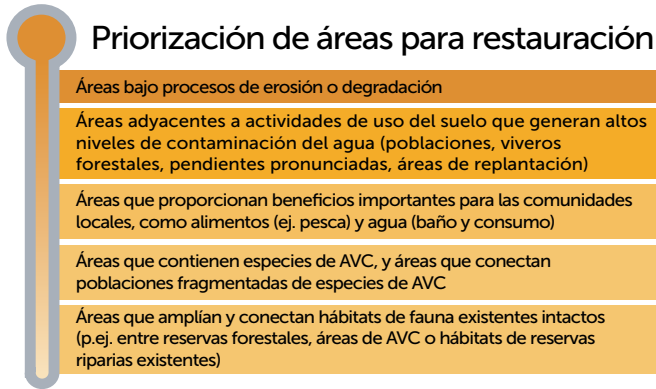 Priorización de áreas para restauración
Áreas bajo procesos de erosión o degradación
Áreas adyacentes a actividades de uso del suelo que generan altos
niveles de contaminación del agua (poblaciones, viveros
forestales, pendientes pronunciadas, áreas de replantación)
Áreas que proporcionan beneficios importantes para las comunidades
locales, como alimentos (ej. pesca) y agua (baño y consumo)
Áreas que contienen especies de AVC, y áreas que conectan
poblaciones fragmentadas de especies de AVC
Áreas que amplían y conectan hábitats de fauna existentes intactos
(p.ej. entre reservas forestales, áreas de AVC o hábitats de reservas
riparias existentes)